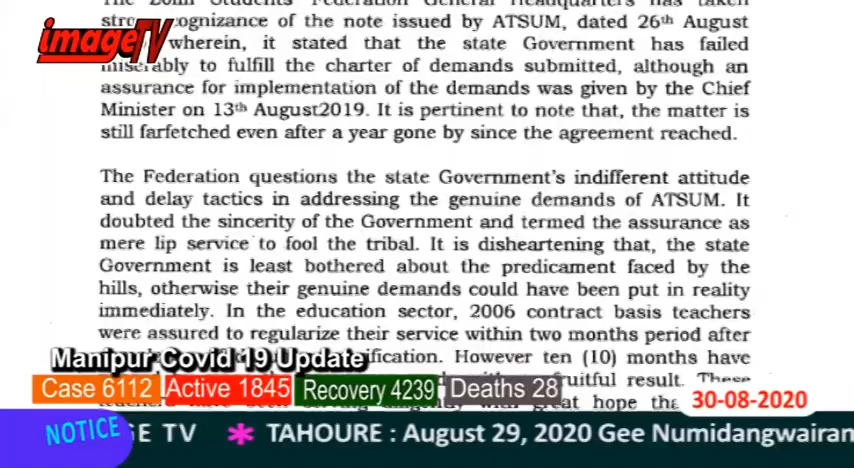 The Zomi Students' Federation General Headquarters has taken
cognizance of the note issued by ATSUM, dated 26th August
wherein, it stated that the state Government has failed
miserably to fulfill the charter of demands submitted, although an
assurance for implementation of the demands was given by the Chief
Minister on 13th August2019. It is pertinent to note that, the matter is
still farfetched even after a year gone by since the agreement reached.
The Federation questions the state Government's indifferent attitude
and delay tactics in addressing the genuine demands of ATSUM. It
doubted the sincerity of the Government and termed the assurance as
mere lip service to fool the tribal. It is disheartening that, the state
Government is least bothered about the predicament faced by the
hills, otherwise their genuine demands could have been put in reality
immediately. In the education sector, 2006 contract basis teachers
were assured to regularize their service within two months period after
However ten (10) months have
fruitful result. These
great hope
imageTV
Manipur Covid 19 Update
Case 6112 Active 1845 Recovery 4239 Deaths 28
30-08-2020
NOTICE GE TV * TAHOURE : August 29, 2020 Gee Numidangwairam